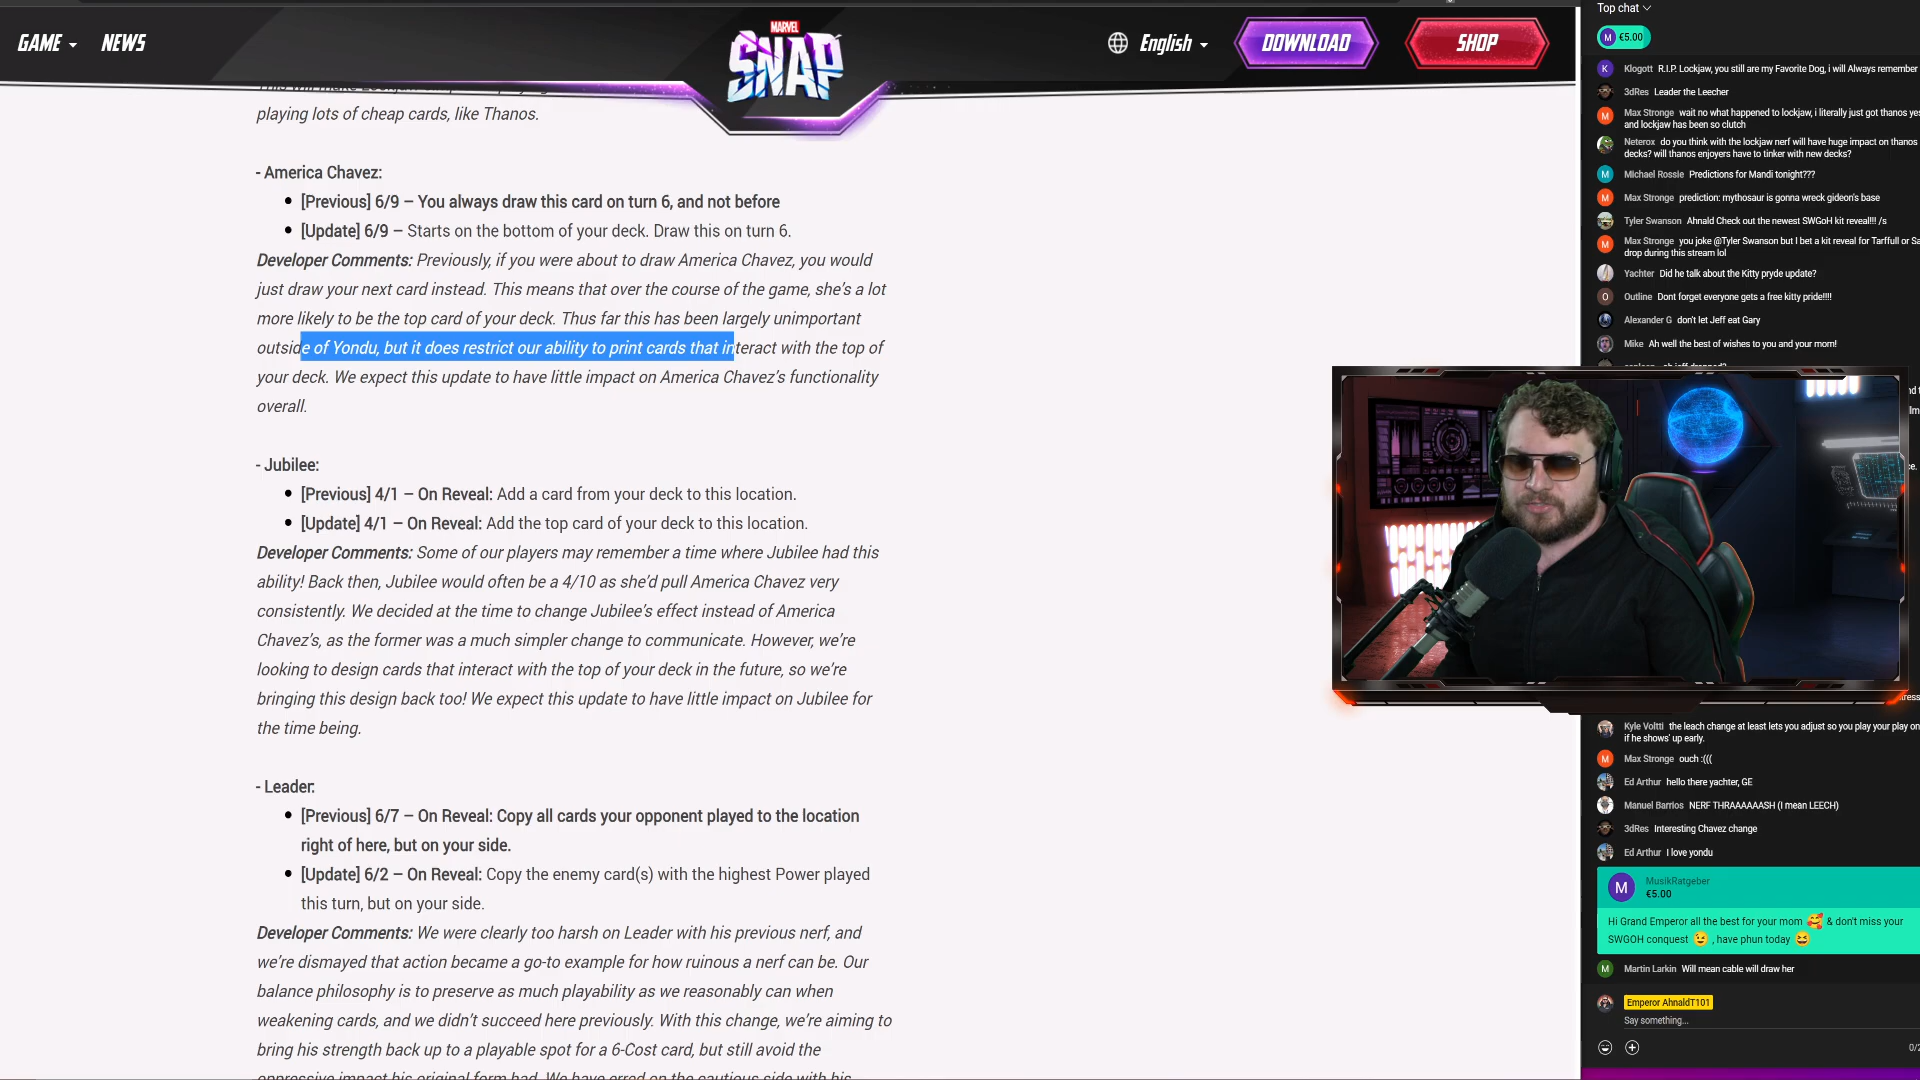 GAME
NEWS
MARVEL
SNAP
English
DOWNLOAD
SHOP
playing lots of cheap cards, like Thanos.
- America Chavez:
[Previous] 6/9 – You always draw this card on turn 6, and not before
[Update] 6/9 – Starts on the bottom of your deck. Draw this on turn 6.
Developer Comments: Previously, if you were about to draw America Chavez, you would
just draw your next card instead. This means that over the course of the game, she's a lot
more likely to be the top card of your deck. Thus far this has been largely unimportant
outside of Yondu, but it does restrict our ability to print cards that interact with the top of
your deck. We expect this update to have little impact on America Chavez's functionality
overall.
- Jubilee:
[Previous] 4/1 – On Reveal: Add a card from your deck to this location.
[Update] 4/1 – On Reveal: Add the top card of your deck to this location.
Developer Comments: Some of our players may remember a time where Jubilee had this
ability! Back then, Jubilee would often be a 4/10 as she'd pull America Chavez very
consistently. We decided at the time to change Jubilee's effect instead of America
Chavez's, as the former was a much simpler change to communicate. However, we're
looking to design cards that interact with the top of your deck in the future, so we're
bringing this design back too! We expect this update to have little impact on Jubilee for
the time being.
- Leader:
[Previous] 6/7 – On Reveal: Copy all cards your opponent played to the location
right of here, but on your side.
[Update] 6/2 – On Reveal: Copy the enemy card(s) with the highest Power played
this turn, but on your side.
Developer Comments: We were clearly too harsh on Leader with his previous nerf, and
we're dismayed that action became a go-to example for how ruinous a nerf can be. Our
balance philosophy is to preserve as much playability as we reasonably can when
weakening cards, and we didn't succeed here previously. With this change, we're aiming to
bring his strength back up to a playable spot for a 6-Cost card, but still avoid the
oppressive impact his original form had. We have erred on the cautious side with his
Top chat
M €5.00
K Klogott R.I.P. Lockjaw, you still are my Favorite Dog, i will Always remember
3dRes Leader the Leecher
M Max Stronge wait no what happened to lockjaw, i literally just got thanos
and lockjaw has been so clutch
Neterox do you think with the lockjaw nerf will have huge impact on thanos
decks? will thanos enjoyers have to tinker with new decks?
M Michael Rossie Predictions for Mandi tonight???
M Max Stronge prediction: mythosaur is gonna wreck gideon's base
Tyler Swanson Ahnald Check out the newest SWGoH kit reveal!!! /s
M Max Stronge you joke @Tyler Swanson but I bet a kit reveal for Tarffull or
drop during this stream lol
Yachter Did he talk about the Kitty pryde update?
O Outline Dont forget everyone gets a free kitty pride!!!!
Alexander G don't let Jeff eat Gary
Mike Ah well the best of wishes to you and your mom!
Kyle Voltti the leach change at least lets you adjust so you play your play on
if he shows' up early.
M Max Stronge ouch :(((
Ed Arthur hello there yachter, GE
Manuel Barrios NERF THRAAAAAASH (I mean LEECH)
3dRes Interesting Chavez change
Ed Arthur I love yondu
M MusikRatgeber
€5.00
Hi Grand Emperor all the best for your mom 🥰 & don't miss your
SWGOH conquest 😉 , have phun today 😆
M Martin Larkin Will mean cable will draw her
Emperor AhnaldT101
Say something...